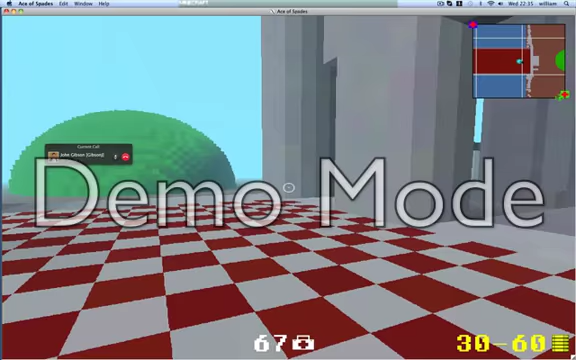 Ace of Spades Edit Window Help
Wed 22:15 william
Ace of Spades
Current Call
John Gibson
Demo Mode
67
30-60